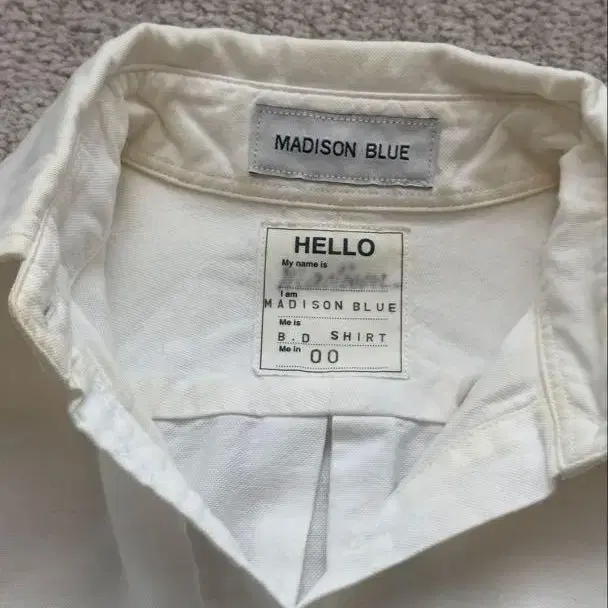 MADISON BLUE
HELLO
My name is
I am
MADISON BLUE
Me is
B.D SHIRT
Me in 00